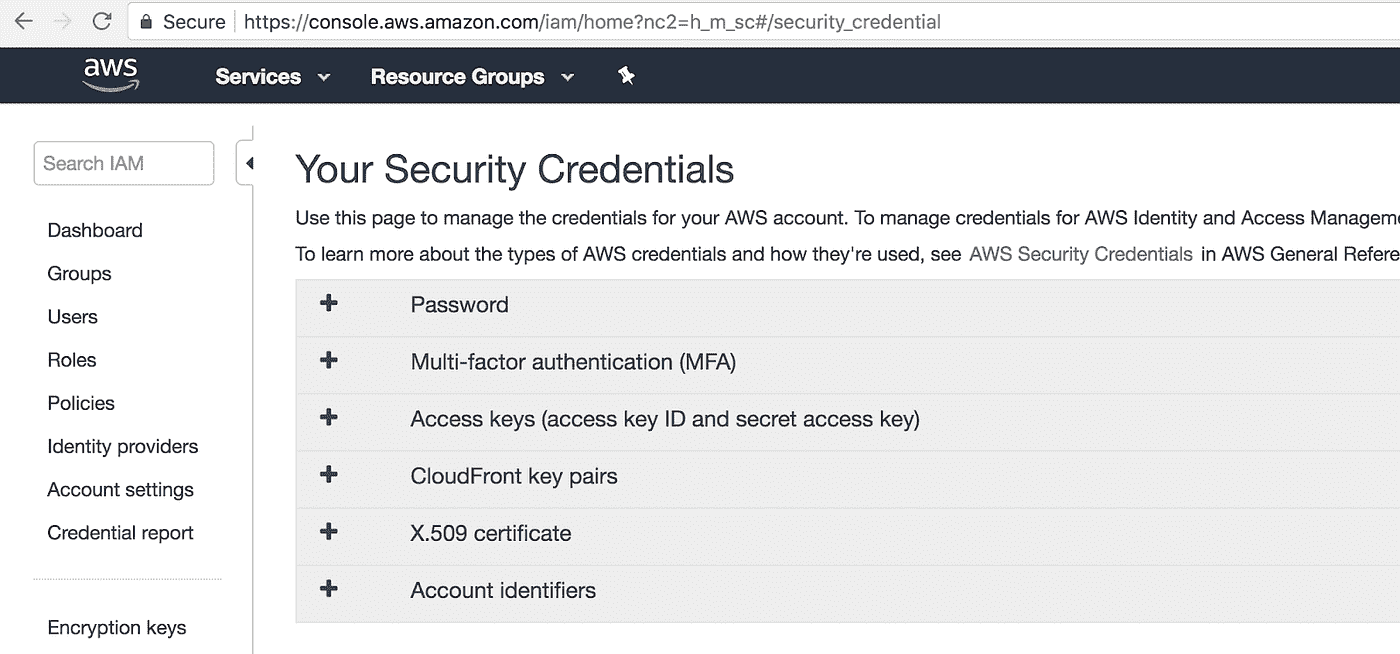 Secure https://console.aws.amazon.com/iam/home?nc2=h_m_sc#/security_credential
aws Services Resource Groups
Search IAM
Dashboard
Groups
Users
Roles
Policies
Identity providers
Account settings
Credential report
Encryption keys
Your Security Credentials
Use this page to manage the credentials for your AWS account. To manage credentials for AWS Identity and Access Manageme
To learn more about the types of AWS credentials and how they're used, see AWS Security Credentials in AWS General Refere
Password
Multi-factor authentication (MFA)
Access keys (access key ID and secret access key)
CloudFront key pairs
X.509 certificate
Account identifiers